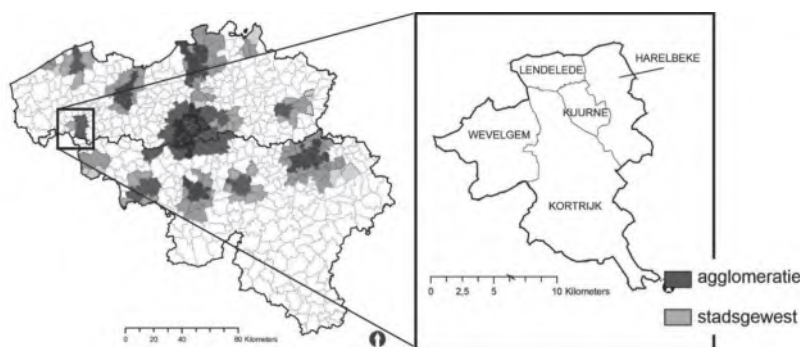 HARELBEKE
LENDELEDE
KUURNE
WEVELGEM
KORTRIJK
0 2,5 5 10 Kilometers
0 20 40 80 Kilometers
agglomeratie
stadsgewest